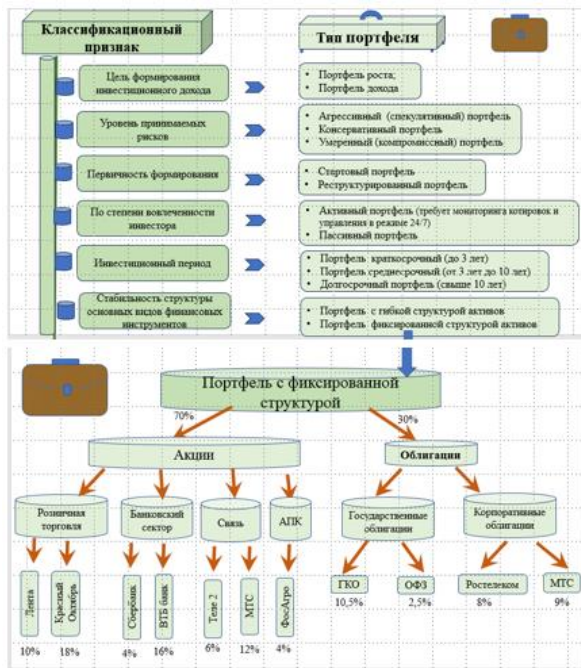 Классификационный
признак
Тип портфеля
Цель формирования
инвестиционного дохода
Портфель роста;
Портфель дохода
Уровень принимаемых
рисков
Агрессивный (спекулятивный) портфель
Консервативный портфель
Умеренный (компромиссный) портфель
Первичность формирования
Стартовый портфель
Реструктурированный портфель
По степени вовлеченности
инвестора
Активный портфель (требует мониторинга котировок и
управления в режиме 24/7)
Пассивный портфель
Инвестиционный период
Портфель краткосрочный (до 3 лет)
Портфель среднесрочный (от 3 лет до 10 лет)
Долгосрочный портфель (свыше 10 лет)
Стабильность структуры
основных видов финансовых
инструментов
Портфель с гибкой структурой активов
Портфель фиксированной структурой активов
Портфель с фиксированной
структурой
70%
30%
Акции
Облигации
Розничная
торговля
Банковский
сектор
Связь
АПК
Государственные
облигации
Корпоративные
облигации
Лента
Красный
Октябрь
Сбербанк
ВТБ банк
Теле 2
МТС
ФосАгро
ГКО
ОФЗ
Ростелеком
МТС
10%
18%
4%
16%
6%
12%
4%
10,5%
2,5%
8%
9%